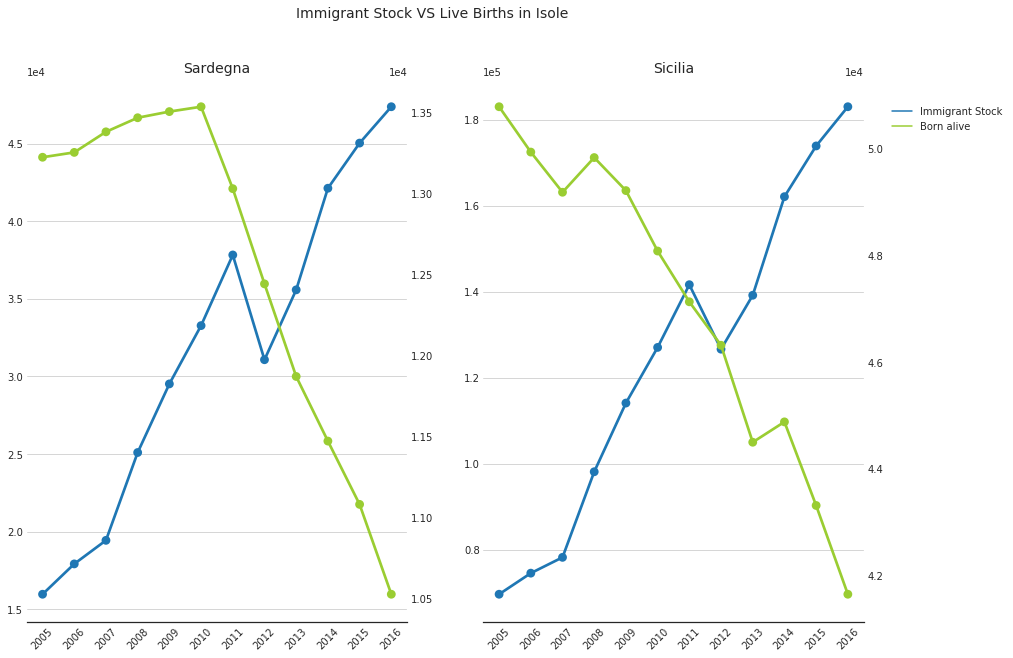 Immigrant Stock VS Live Births in Isole
Sardegna
1e4
1e4
4.5
4.0
3.5
3.0
2.5
2.0
1.5
1.35
1.30
1.25
1.20
1.15
1.10
1.05
2005 2006 2007 2008 2009 2010 2011 2012 2013 2014 2015 2016
Sicilia
1e5
1e4
1.8
1.6
1.4
1.2
1.0
0.8
5.0
4.8
4.6
4.4
4.2
2005 2006 2007 2008 2009 2010 2011 2012 2013 2014 2015 2016
Immigrant Stock
Born alive